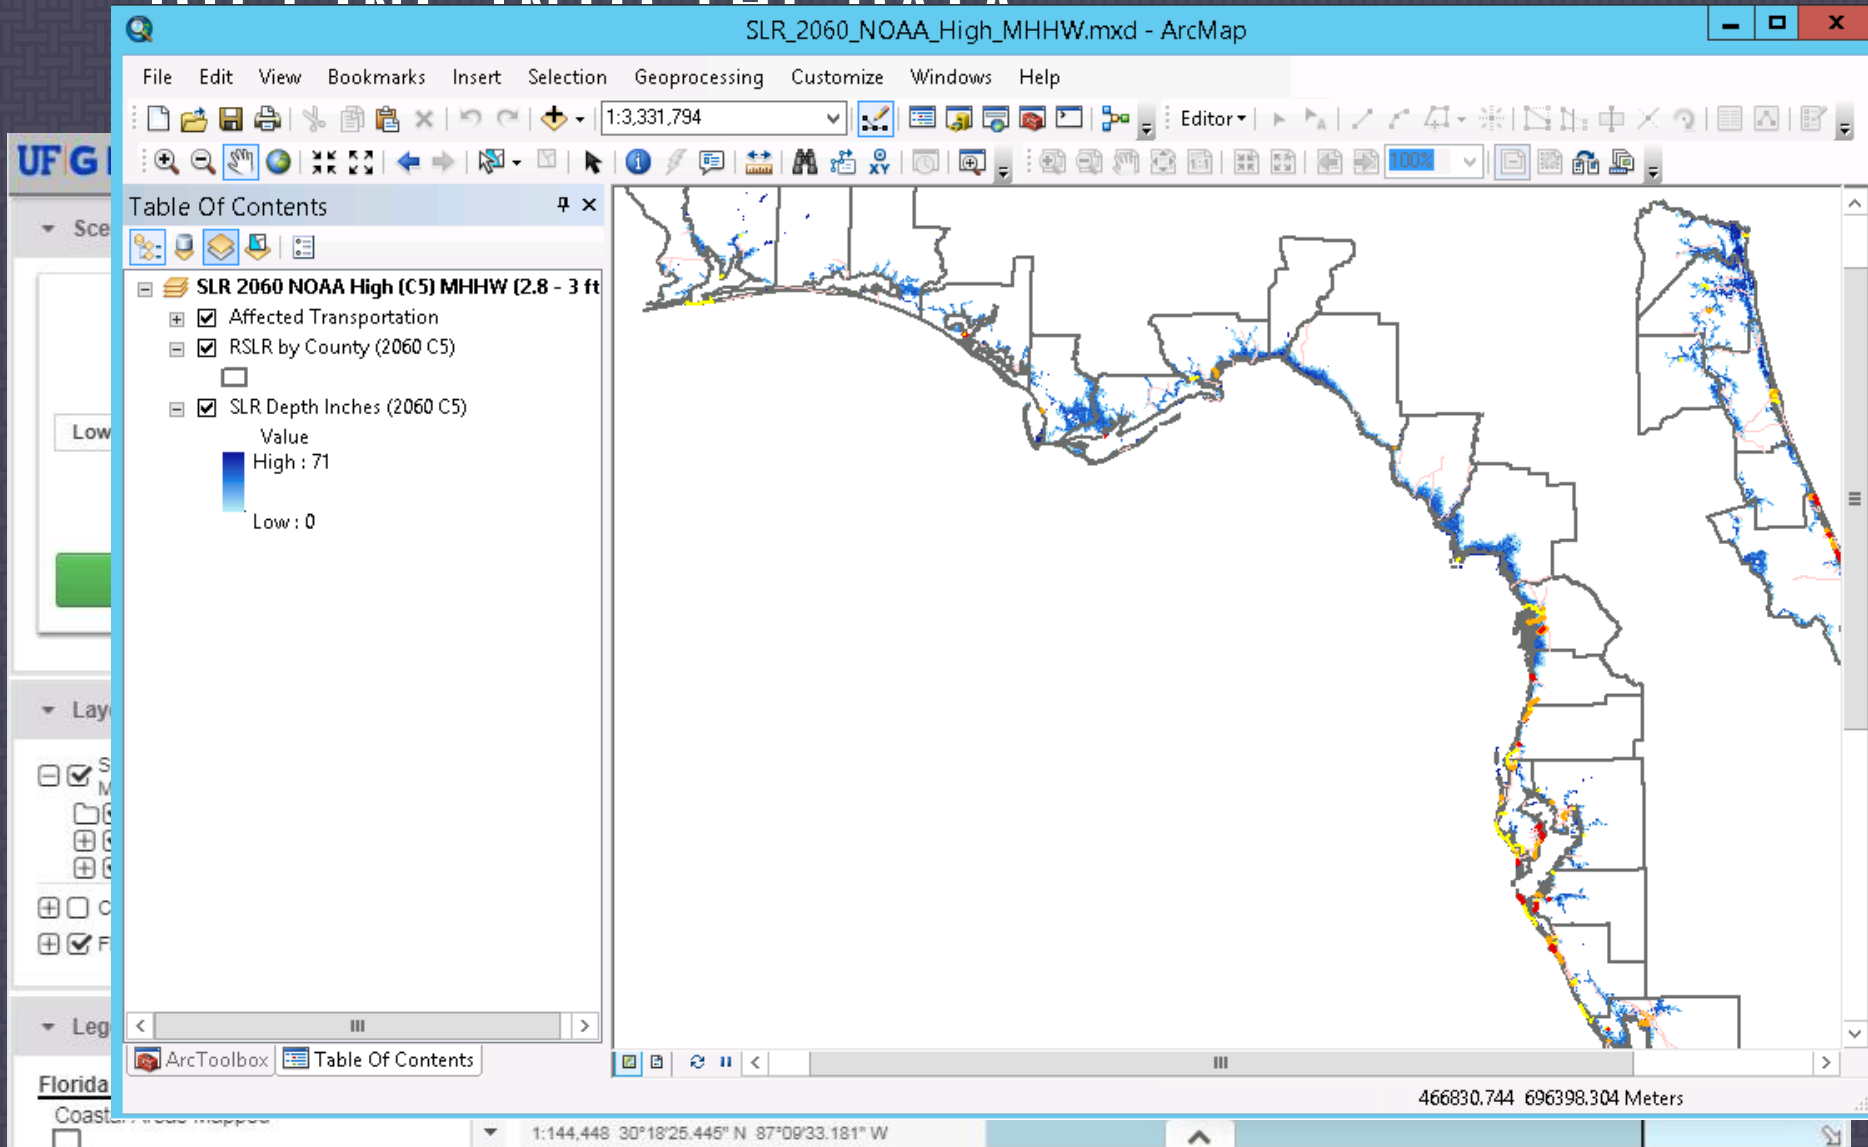 SLR_2060_NOAA_High_MHHW.mxd - ArcMap
File Edit View Bookmarks Insert Selection Geoprocessing Customize Windows Help
1:3,331,794
Editor
UF G
100%
Table Of Contents
SLR 2060 NOAA High (C5) MHHW (2.8 - 3 ft
Affected Transportation
RSLR by County (2060 C5)
SLR Depth Inches (2060 C5)
Value
High : 71
Low : 0
Sce
Low
Lay
S
M
C
F
Leg
ArcToolbox Table Of Contents
466830.744 696398.304 Meters
Florida
Coastal Areas Mapped
1:144,448 30°18'25.445" N 87°09'33.181" W